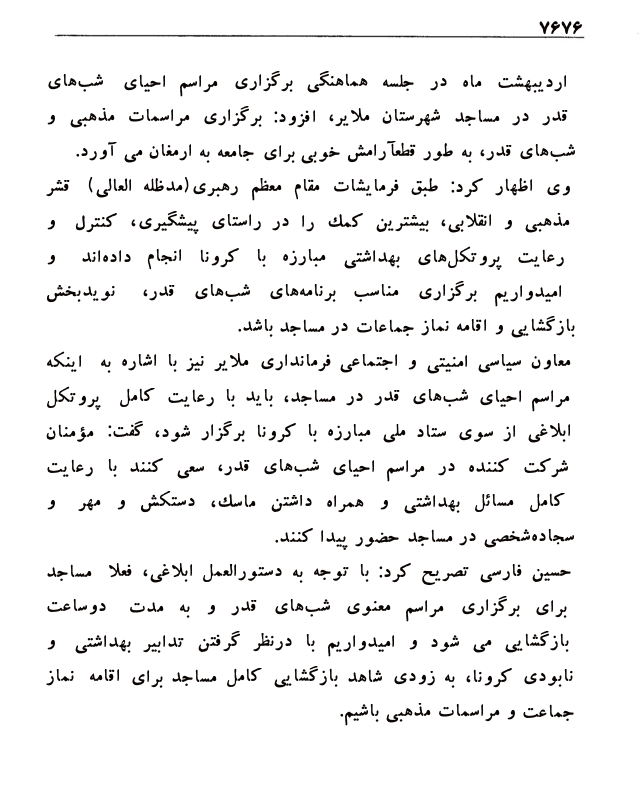 ۷۶۷۶
اردیبهشت ماه در جلسه هماهنگی برگزاری مراسم احیای شب‌های
قدر در مساجد شهرستان ملایر، افزود: برگزاری مراسمات مذهبی و
شب‌های قدر، به طور قطعاًرامش خوبی برای جامعه به ارمغان می آورد.
وی اظهار کرد: طبق فرمایشات مقام معظم رهبری(مدظله العالی) قشر
مذهبی و انقلابی، بیشترین کمك را در راستای پیشگیری، کنترل و
رعایت پروتکل‌های بهداشتی مبارزه با کرونا انجام داده‌اند و
امیدواریم برگزاری مناسب برنامه‌های شب‌های قدر، نویدبخش
بازگشایی و اقامه نماز جماعات در مساجد باشد.
معاون سیاسی امنیتی و اجتماعی فرمانداری ملایر نیز با اشاره به اینکه
مراسم احیای شب‌های قدر در مساجد، باید با رعایت کامل پروتکل
ابلاغی از سوی ستاد ملی مبارزه با کرونا برگزار شود، گفت: مؤمنان
شرکت کننده در مراسم احیای شب‌های قدر، سعی کنند با رعایت
کامل مسائل بهداشتی و همراه داشتن ماسك، دستکش و مهر و
سجاده‌شخصی در مساجد حضور پیدا کنند.
حسین فارسی تصریح کرد: با توجه به دستورالعمل ابلاغی، فعلا مساجد
برای برگزاری مراسم معنوی شب‌های قدر و به مدت دوساعت
بازگشایی می شود و امیدواریم با درنظر گرفتن تدابیر بهداشتی و
نابودی کرونا، به زودی شاهد بازگشایی کامل مساجد برای اقامه نماز
جماعت و مراسمات مذهبی باشیم.